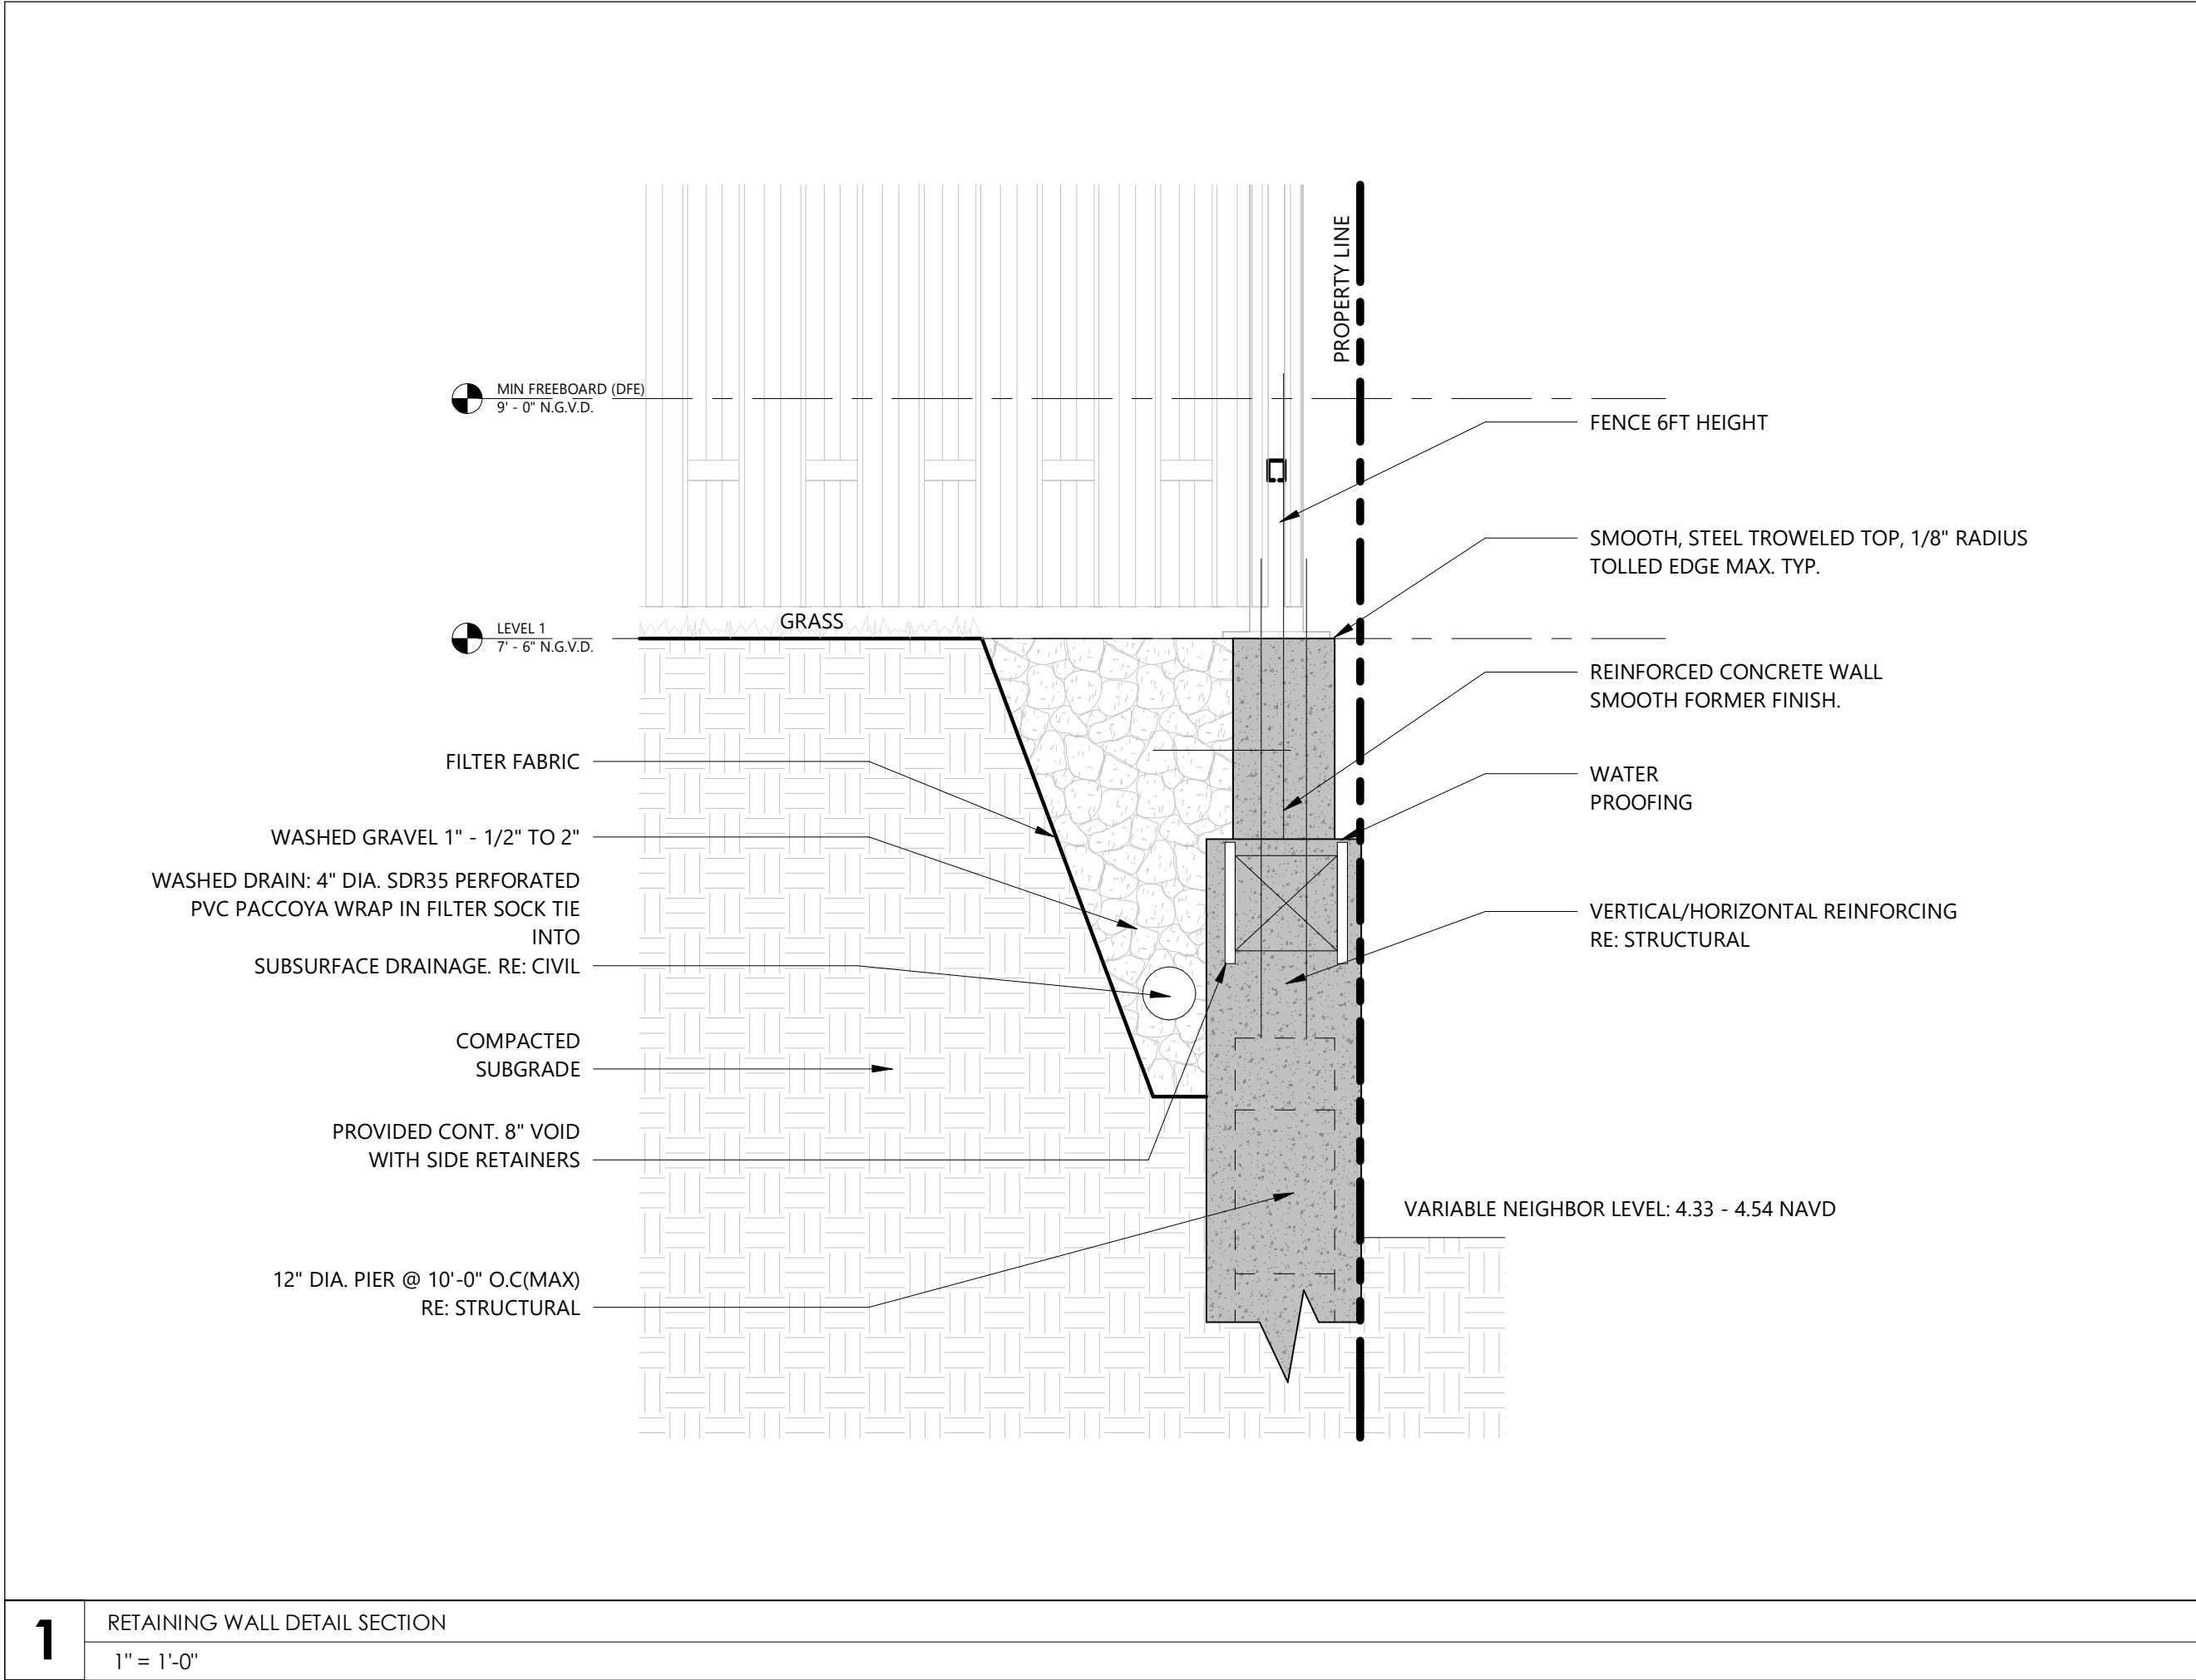 PROPERTY LINE
MIN FREEBOARD (DFE)
9' - 0" N.G.V.D.
FENCE 6FT HEIGHT
SMOOTH, STEEL TROWELED TOP, 1/8" RADIUS
TOLLED EDGE MAX. TYP.
GRASS
LEVEL 1
7' - 6" N.G.V.D.
REINFORCED CONCRETE WALL
SMOOTH FORMER FINISH.
FILTER FABRIC
WATER
PROOFING
WASHED GRAVEL 1" - 1/2" TO 2"
WASHED DRAIN: 4" DIA. SDR35 PERFORATED
PVC PACCOYA WRAP IN FILTER SOCK TIE
INTO
SUBSURFACE DRAINAGE. RE: CIVIL
VERTICAL/HORIZONTAL REINFORCING
RE: STRUCTURAL
COMPACTED
SUBGRADE
PROVIDED CONT. 8" VOID
WITH SIDE RETAINERS
VARIABLE NEIGHBOR LEVEL: 4.33 - 4.54 NAVD
12" DIA. PIER @ 10'-0" O.C(MAX)
RE: STRUCTURAL
1
RETAINING WALL DETAIL SECTION
1" = 1'-0"